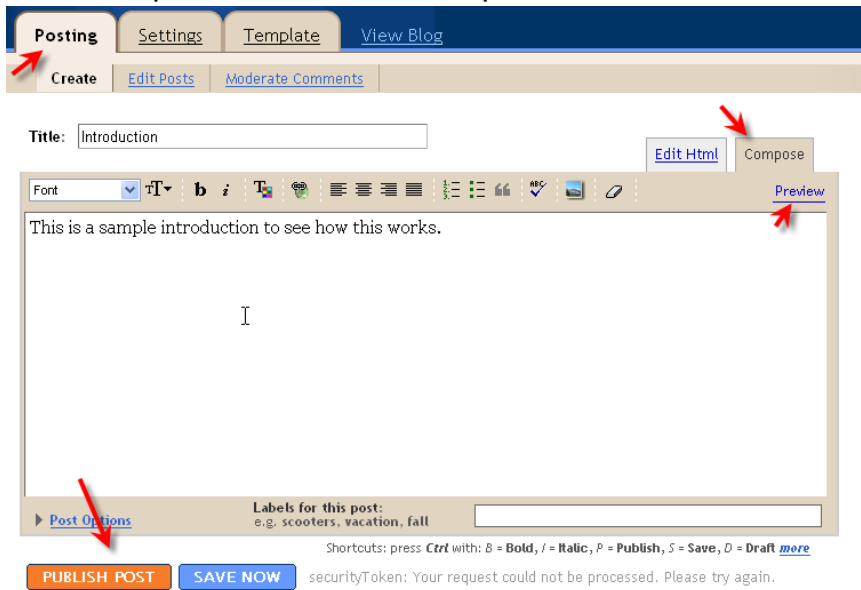 Posting Settings Template View Blog
Create Edit Posts Moderate Comments
Title: Introduction
Edit Html Compose
Font T b i T ABC Preview
This is a sample introduction to see how this works.
Post Options Labels for this post:
e.g. scooters, vacation, fall
Shortcuts: press Ctrl with: B = Bold, I = Italic, P = Publish, S = Save, D = Draft more
PUBLISH POST SAVE NOW securityToken: Your request could not be processed. Please try again.